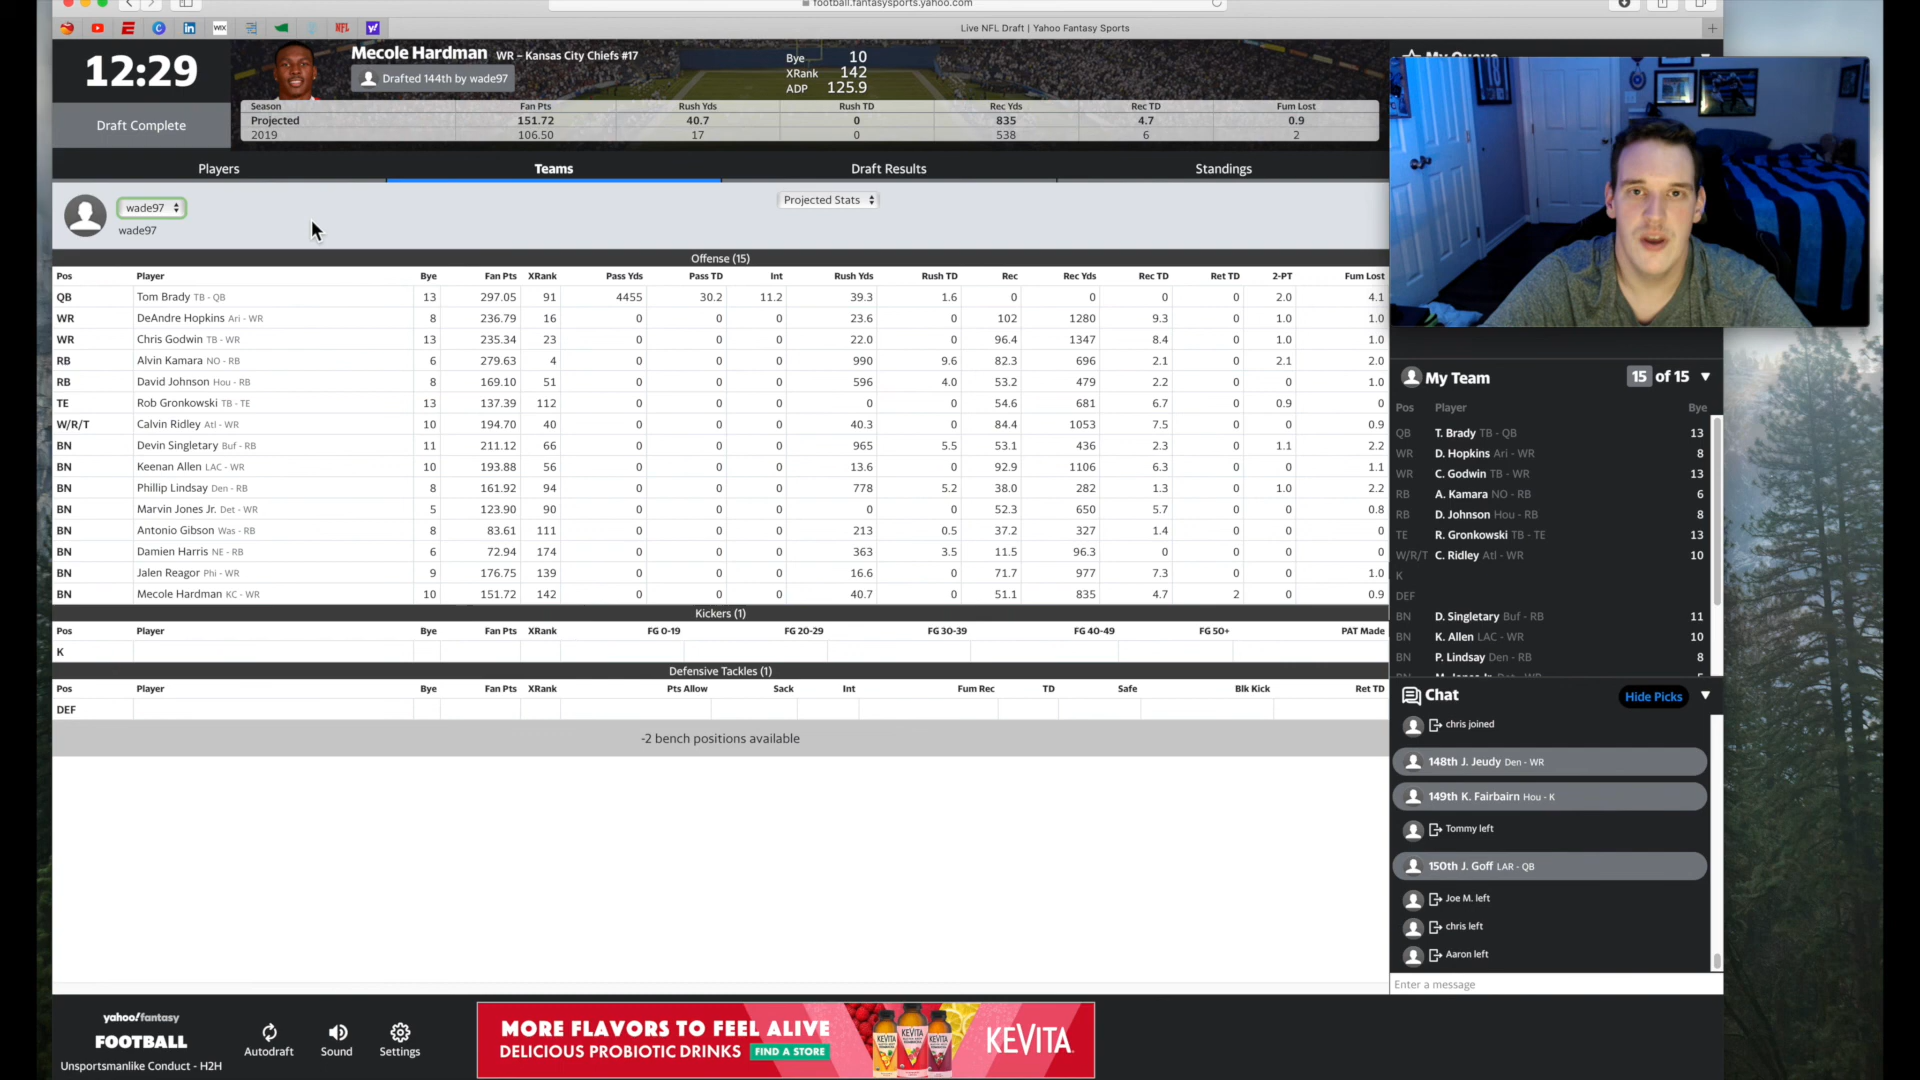 football.fantasysports.yahoo.com
Live NFL Draft | Yahoo Fantasy Sports
12:29
Draft Complete
Mecole Hardman WR – Kansas City Chiefs #17
Drafted 144th by wade97
Bye 10
XRank 142
ADP 125.9
Season Fan Pts Rush Yds Rush TD Rec Yds Rec TD Fum Lost
Projected 151.72 40.7 0 835 4.7 0.9
2019 106.50 17 0 538 6 2
Players Teams Draft Results Standings
wade97
wade97
Projected Stats
Offense (15)
Pos Player Bye Fan Pts XRank Pass Yds Pass TD Int Rush Yds Rush TD Rec Rec Yds Rec TD Ret TD 2-PT Fum Lost
QB Tom Brady TB - QB 13 297.05 91 4455 30.2 11.2 39.3 1.6 0 0 0 0 2.0 4.1
WR DeAndre Hopkins Ari - WR 8 236.79 16 0 0 0 23.6 0 102 1280 9.3 0 1.0 1.0
WR Chris Godwin TB - WR 13 235.34 23 0 0 0 22.0 0 96.4 1347 8.4 0 1.0 1.0
RB Alvin Kamara NO - RB 6 279.63 4 0 0 0 990 9.6 82.3 696 2.1 0 2.1 2.0
RB David Johnson Hou - RB 8 169.10 51 0 0 0 596 4.0 53.2 479 2.2 0 0 1.0
TE Rob Gronkowski TB - TE 13 137.39 112 0 0 0 0 0 54.6 681 6.7 0 0.9 0
W/R/T Calvin Ridley Atl - WR 10 194.70 40 0 0 0 40.3 0 84.4 1053 7.5 0 0 0.9
BN Devin Singletary Buf - RB 11 211.12 66 0 0 0 965 5.5 53.1 436 2.3 0 1.1 2.2
BN Keenan Allen LAC - WR 10 193.88 56 0 0 0 13.6 0 92.9 1106 6.3 0 0 1.1
BN Phillip Lindsay Den - RB 8 161.92 94 0 0 0 778 5.2 38.0 282 1.3 0 1.0 2.2
BN Marvin Jones Jr. Det - WR 5 123.90 90 0 0 0 0 0 52.3 650 5.7 0 0 0.8
BN Antonio Gibson Was - RB 8 83.61 111 0 0 0 213 0.5 37.2 327 1.4 0 0 0
BN Damien Harris NE - RB 6 72.94 174 0 0 0 363 3.5 11.5 96.3 0 0 0 0
BN Jalen Reagor Phi - WR 9 176.75 139 0 0 0 16.6 0 71.7 977 7.3 0 0 1.0
BN Mecole Hardman KC - WR 10 151.72 142 0 0 0 40.7 0 51.1 835 4.7 2 0 0.9
Kickers (1)
Pos Player Bye Fan Pts XRank FG 0-19 FG 20-29 FG 30-39 FG 40-49 FG 50+ PAT Made
K
Defensive Tackles (1)
Pos Player Bye Fan Pts XRank Pts Allow Sack Int Fum Rec TD Safe Blk Kick Ret TD
DEF
-2 bench positions available
My Team 15 of 15
Pos Player Bye
QB T. Brady TB - QB 13
WR D. Hopkins Ari - WR 8
WR C. Godwin TB - WR 13
RB A. Kamara NO - RB 6
RB D. Johnson Hou - RB 8
TE R. Gronkowski TB - TE 13
W/R/T C. Ridley Atl - WR 10
K
DEF
BN D. Singletary Buf - RB 11
BN K. Allen LAC - WR 10
BN P. Lindsay Den - RB 8
Chat Hide Picks
chris joined
148th J. Jeudy Den - WR
149th K. Fairbairn Hou - K
Tommy left
150th J. Goff LAR - QB
Joe M. left
chris left
Aaron left
Enter a message
yahoo!fantasy
FOOTBALL
Unsportsmanlike Conduct - H2H
Autodraft Sound Settings
MORE FLAVORS TO FEEL ALIVE
DELICIOUS PROBIOTIC DRINKS FIND A STORE
KEVITA